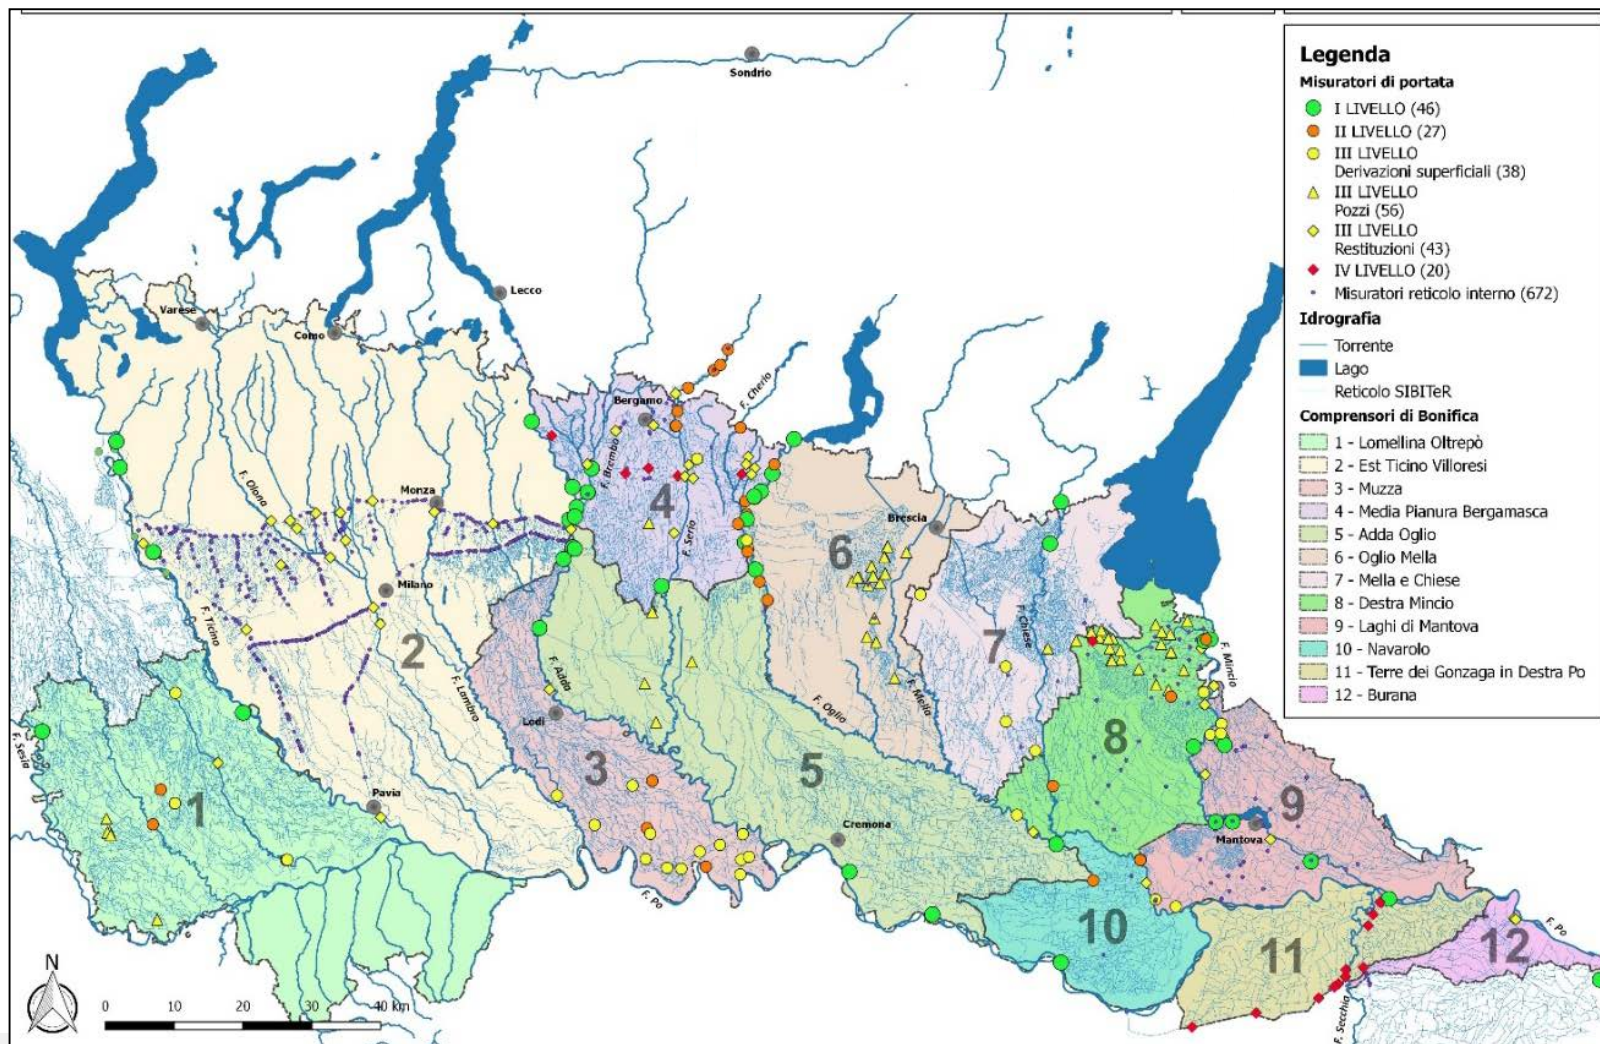 Sondrio
Lecco
Varese
Como
Bergamo
F. Cherio
F. Brembo
F. Olona
Monza
4
F. Serio
Brescia
6
Milano
F. Ticino
2
F. Lambro
F. Adda
Lodi
F. Oglio
F. Mella
7
F. Chiese
F. Mincio
8
F. Sesia
1
Pavia
3
5
Cremona
9
Mantova
F. Po
10
11
12
F. Po
F. Secchia
N
0 10 20 30 40 km
Legenda
Misuratori di portata
I LIVELLO (46)
II LIVELLO (27)
III LIVELLO
Derivazioni superficiali (38)
III LIVELLO
Pozzi (56)
III LIVELLO
Restituzioni (43)
IV LIVELLO (20)
Misuratori reticolo interno (672)
Idrografia
Torrente
Lago
Reticolo SIBITeR
Comprensori di Bonifica
1 - Lomellina Oltrepò
2 - Est Ticino Villoresi
3 - Muzza
4 - Media Pianura Bergamasca
5 - Adda Oglio
6 - Oglio Mella
7 - Mella e Chiese
8 - Destra Mincio
9 - Laghi di Mantova
10 - Navarolo
11 - Terre dei Gonzaga in Destra Po
12 - Burana